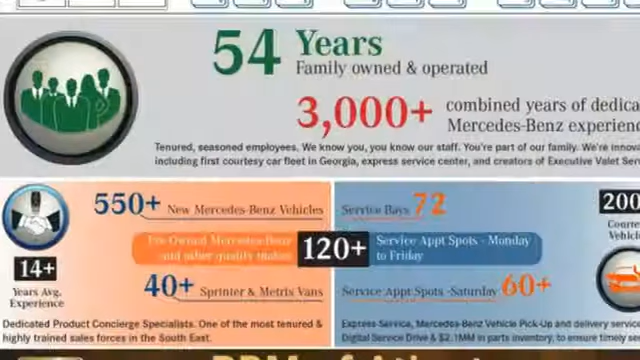 54 Years
Family owned & operated
3,000+ combined years of dedica
Mercedes-Benz experienc
Tenured, seasoned employees. We know you, you know our staff. You're part of our family. We're innova
including first courtesy car fleet in Georgia, express service center, and creators of Executive Valet Serv
550+ New Mercedes-Benz Vehicles
Pre-Owned Mercedes-Benz
and other quality makes
120+
40+ Sprinter & Metrix Vans
14+
Years Avg.
Experience
Dedicated Product Concierge Specialists. One of the most tenured &
highly trained sales forces in the South East.
Service Bays 72
Service Appt Spots - Monday
to Friday
Service Appt Spots -Saturday 60+
200
Courte
Vehicl
Express Service, Mercedes-Benz Vehicle Pick-Up and delivery servic
Digital Service Drive & $2.1MM in parts inventory, to ensure timely s